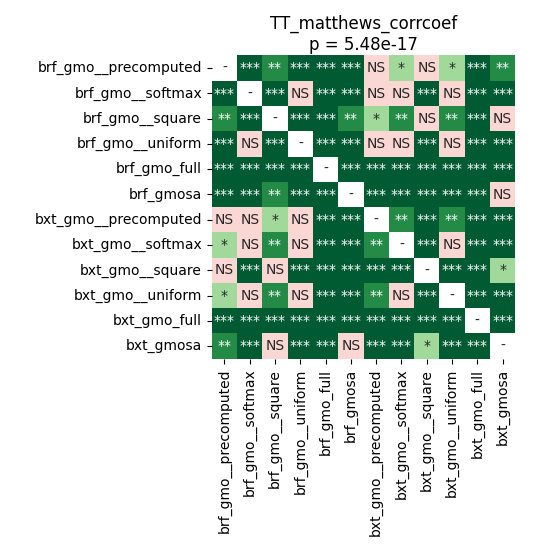 TT_matthews_corrcoef
p = 5.48e-17
brf_gmo__precomputed - *** ** *** *** *** NS * NS * *** **
brf_gmo__softmax *** - *** NS *** *** NS NS *** NS *** ***
brf_gmo__square ** *** - *** *** ** * ** NS ** *** NS
brf_gmo__uniform *** NS *** - *** *** NS NS *** NS *** ***
brf_gmo_full *** *** *** *** - *** *** *** *** *** *** ***
brf_gmosa *** *** ** *** *** - *** *** *** *** *** NS
bxt_gmo__precomputed NS NS * NS *** *** - ** *** ** *** ***
bxt_gmo__softmax * NS ** NS *** *** ** - *** NS *** ***
bxt_gmo__square NS *** NS *** *** *** *** *** - *** *** *
bxt_gmo__uniform * NS ** NS *** *** ** NS *** - *** ***
bxt_gmo_full *** *** *** *** *** *** *** *** *** *** - ***
bxt_gmosa ** *** NS *** *** NS *** *** * *** *** -
brf_gmo__precomputed
brf_gmo__softmax
brf_gmo__square
brf_gmo__uniform
brf_gmo_full
brf_gmosa
bxt_gmo__precomputed
bxt_gmo__softmax
bxt_gmo__square
bxt_gmo__uniform
bxt_gmo_full
bxt_gmosa